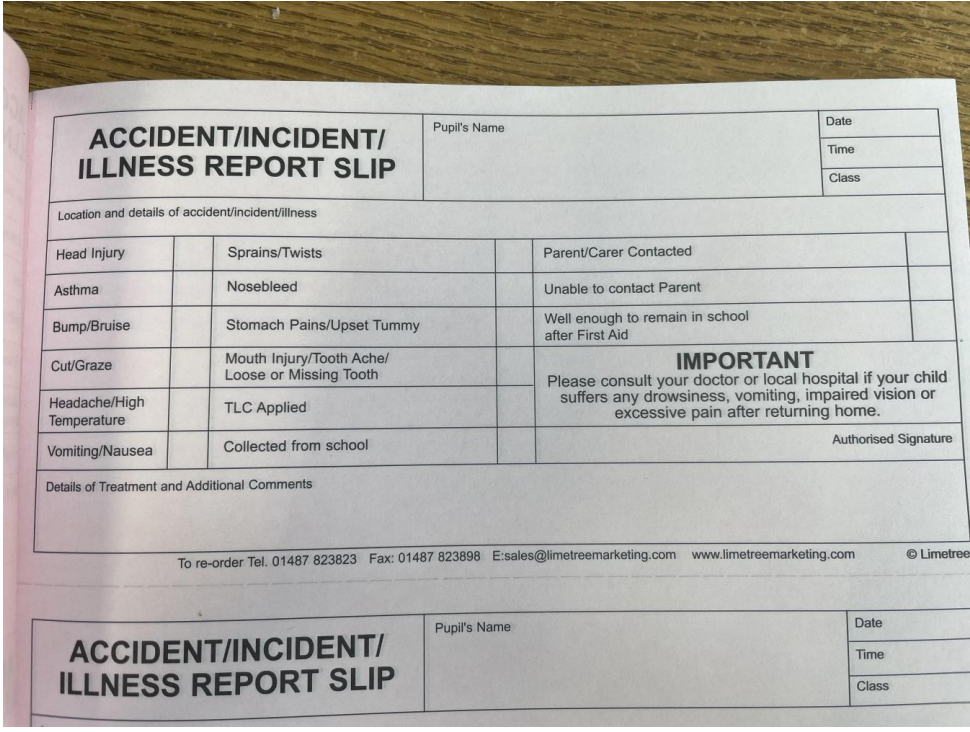 ACCIDENT/INCIDENT/
ILLNESS REPORT SLIP
Pupil's Name
Date
Time
Class
Location and details of accident/incident/illness
Head Injury
Sprains/Twists
Parent/Carer Contacted
Asthma
Nosebleed
Unable to contact Parent
Bump/Bruise
Stomach Pains/Upset Tummy
Well enough to remain in school
after First Aid
Cut/Graze
Mouth Injury/Tooth Ache/
Loose or Missing Tooth
IMPORTANT
Please consult your doctor or local hospital if your child
suffers any drowsiness, vomiting, impaired vision or
excessive pain after returning home.
Headache/High
Temperature
TLC Applied
Vomiting/Nausea
Collected from school
Authorised Signature
Details of Treatment and Additional Comments
To re-order Tel. 01487 823823 Fax: 01487 823898 E:sales@limetreemarketing.com www.limetreemarketing.com © Limetree
ACCIDENT/INCIDENT/
ILLNESS REPORT SLIP
Pupil's Name
Date
Time
Class